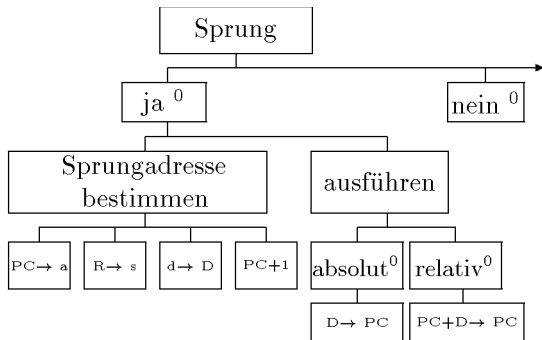 Sprung
ja ⁰
nein ⁰
Sprungadresse
bestimmen
ausführen
PC→ a
R→ s
d→ D
PC+1
absolut⁰
relativ⁰
D→ PC
PC+D→ PC